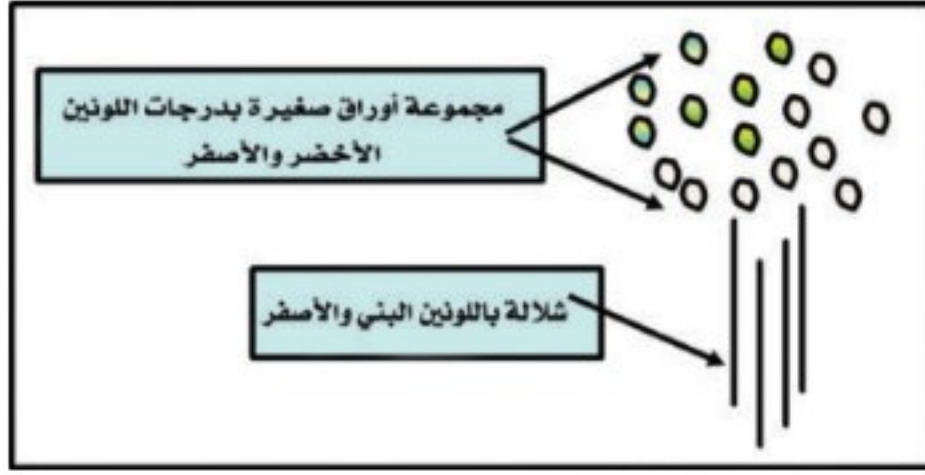 مجموعة أوراق صغيرة بدرجات اللونين
الأخضر والأصفر
شلالة باللونين البني والأصفر